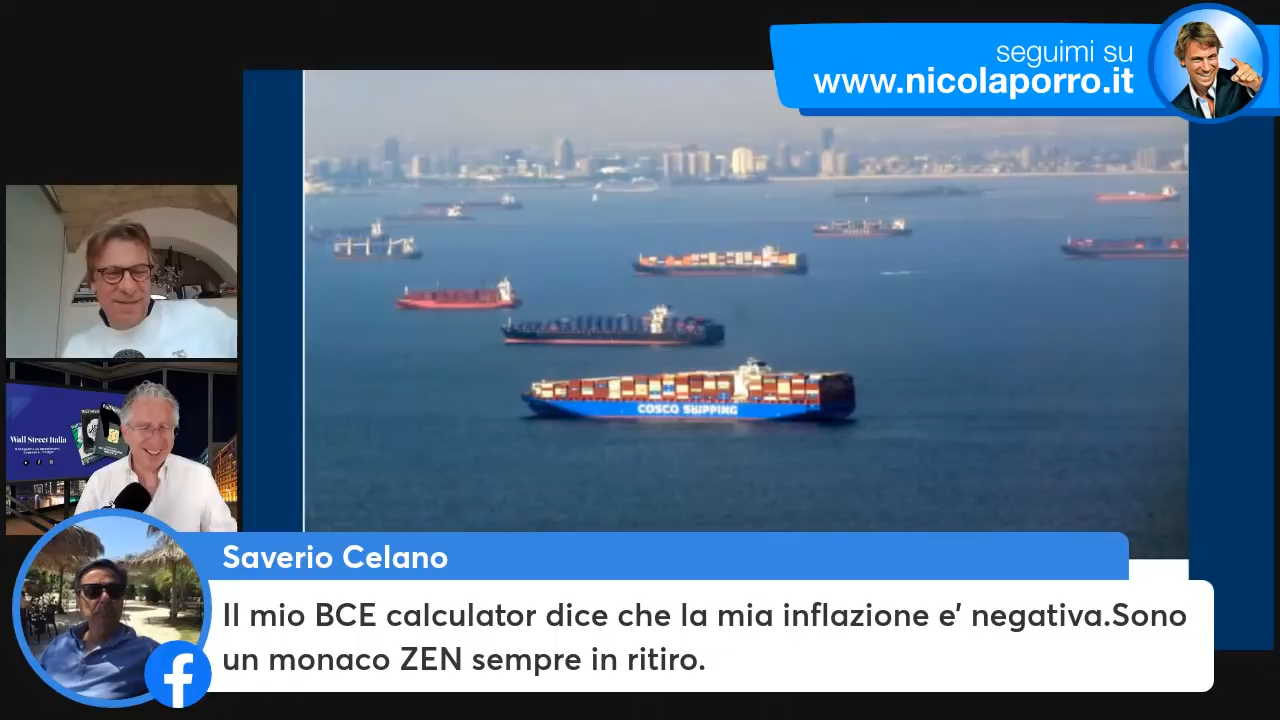 seguimi su
www.nicolaporro.it
Wall Street Italia
COSCO SHIPPING
Saverio Celano
Il mio BCE calculator dice che la mia inflazione e' negativa.Sono
un monaco ZEN sempre in ritiro.